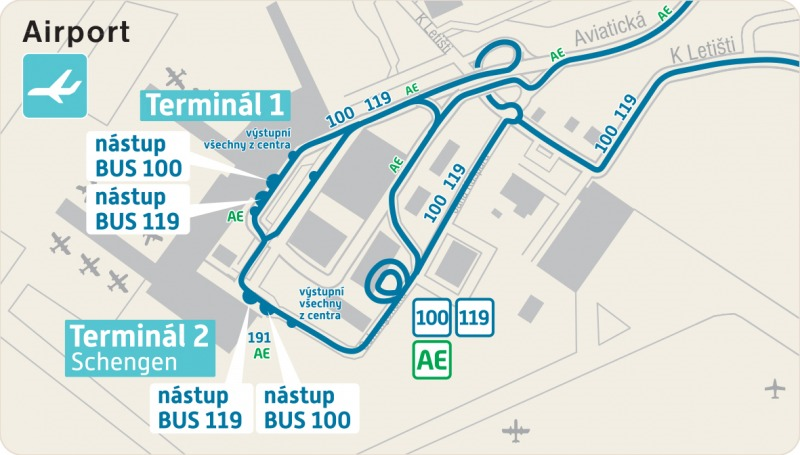 Airport
K Letišti
Aviatická
AE
K Letišti
AE
Terminál 1
100 119
AE
výstupní
všechny z centra
100 119
nástup
BUS 100
AE
nástup
BUS 119
AE
100 119
výstupní
všechny
z centra
100
119
AE
Terminál 2
Schengen
191
AE
nástup
BUS 119
nástup
BUS 100